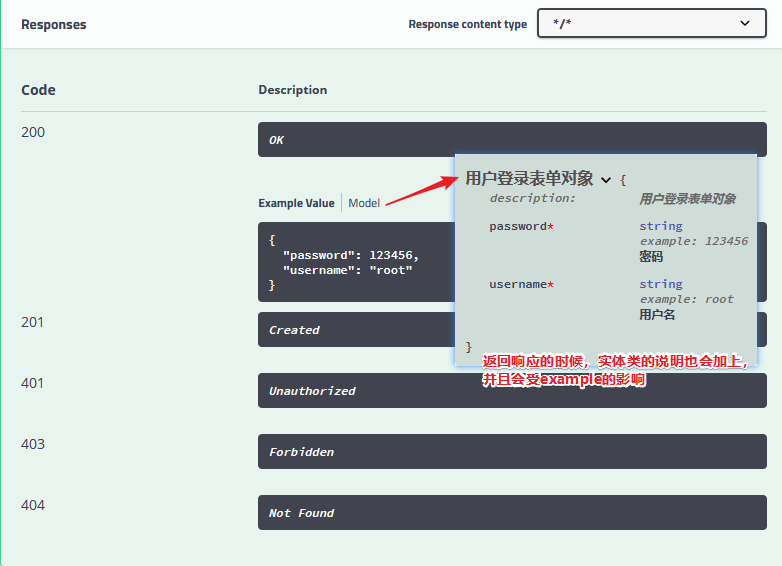 Responses
Response content type
*/*
Code
Description
200
OK
Example Value
Model
{
"password": 123456,
"username": "root"
}
用户登录表单对象 {
description:
用户登录表单对象
password*
string
example: 123456
密码
username*
string
example: root
用户名
}
返回响应的时候，实体类的说明也会加上，
并且会受example的影响
201
Created
401
Unauthorized
403
Forbidden
404
Not Found